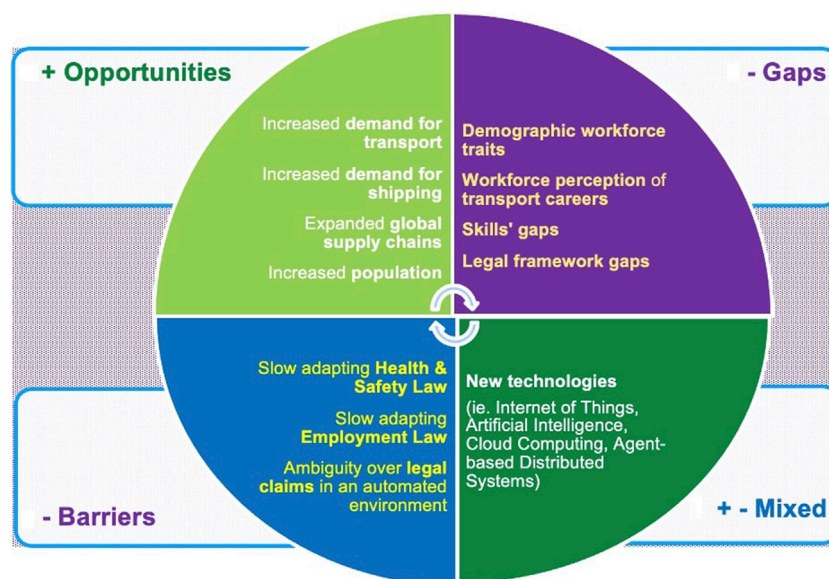 + Opportunities
Increased demand for
transport
Increased demand for
shipping
Expanded global
supply chains
Increased population
- Gaps
Demographic workforce
traits
Workforce perception of
transport careers
Skills' gaps
Legal framework gaps
Slow adapting Health &
Safety Law
Slow adapting
Employment Law
Ambiguity over legal
claims in an automated
environment
- Barriers
New technologies
(ie. Internet of Things,
Artificial Intelligence,
Cloud Computing, Agent-
based Distributed
Systems)
+ - Mixed